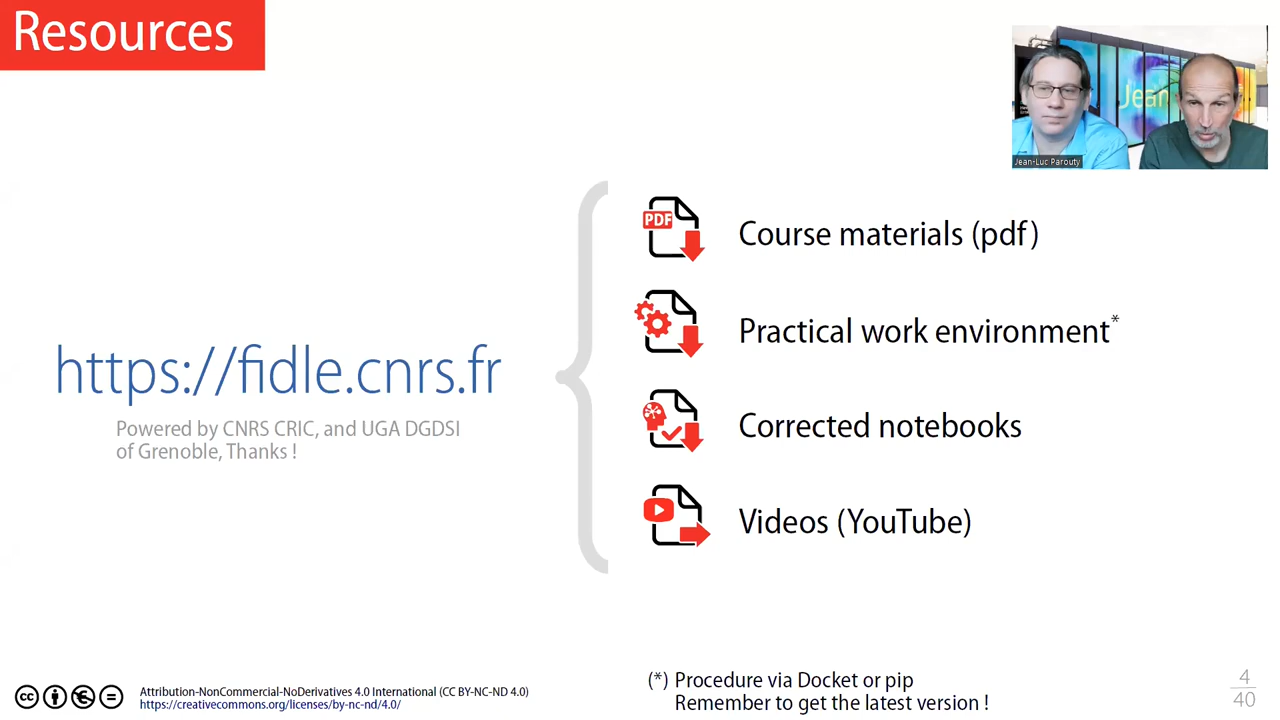 Resources
Jean
Jean-Luc Parouty
PDF
Course materials (pdf)
Practical work environment*
https://fidle.cnrs.fr
Powered by CNRS CRIC, and UGA DGDSI
of Grenoble, Thanks !
Corrected notebooks
Videos (YouTube)
(*) Procedure via Docket or pip
Remember to get the latest version !
cc
Attribution-NonCommercial-NoDerivatives 4.0 International (CC BY-NC-ND 4.0)
https://creativecommons.org/licenses/by-nc-nd/4.0/
4
40